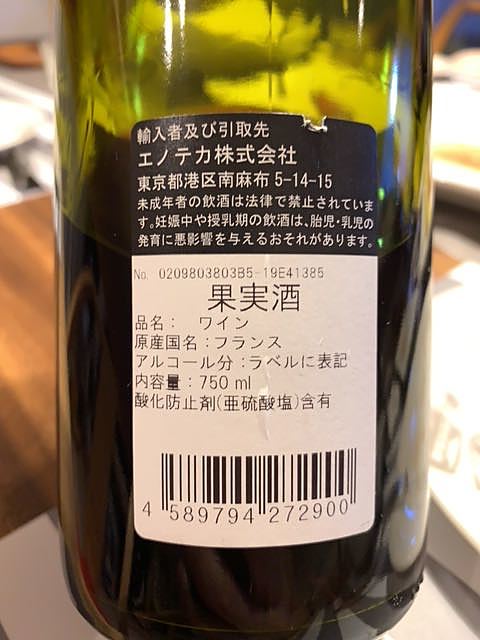 輸入者及び引取先
エノテカ株式会社
東京都港区南麻布 5-14-15
未成年者の飲酒は法律で禁止されていま
す。妊娠中や授乳期の飲酒は、胎児・乳児の
発育に悪影響を与えるおそれがあります。
No. 0209803803B5-19E41385
果実酒
品名： ワイン
原産国名：フランス
アルコール分：ラベルに表記
内容量：750 ml
酸化防止剤(亜硫酸塩)含有
4 589794 272900